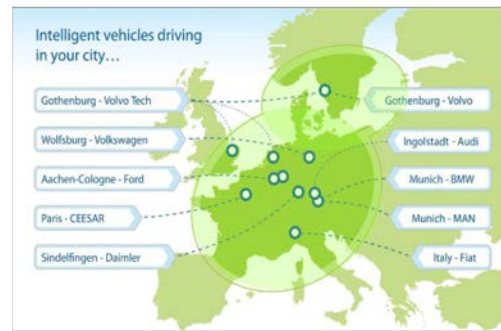 Intelligent vehicles driving
in your city...
Gothenburg - Volvo Tech
Gothenburg - Volvo
Wolfsburg - Volkswagen
Ingolstadt - Audi
Aachen-Cologne - Ford
Munich - BMW
Paris - CEESAR
Munich - MAN
Sindelfingen - Daimler
Italy - Fiat